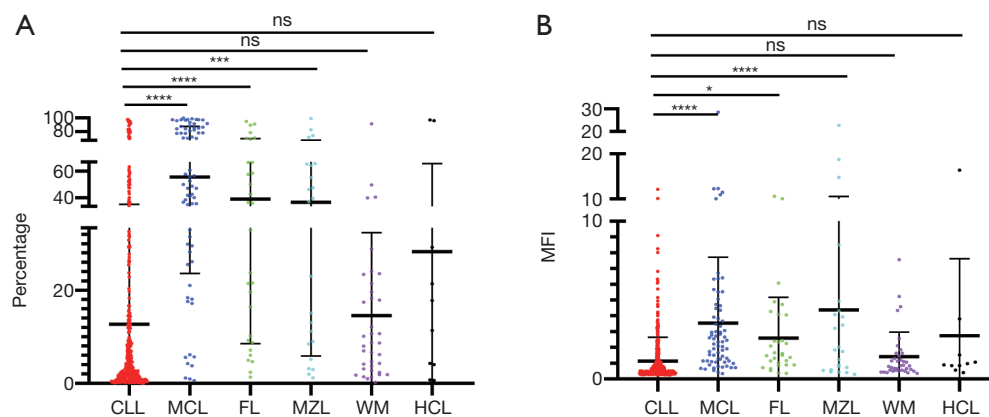 A
ns
ns
***
****
****
100
80
60
40
20
0
Percentage
CLL MCL FL MZL WM HCL
B
ns
ns
****
*
****
30
20
20
10
10
5
0
MFI
CLL MCL FL MZL WM HCL